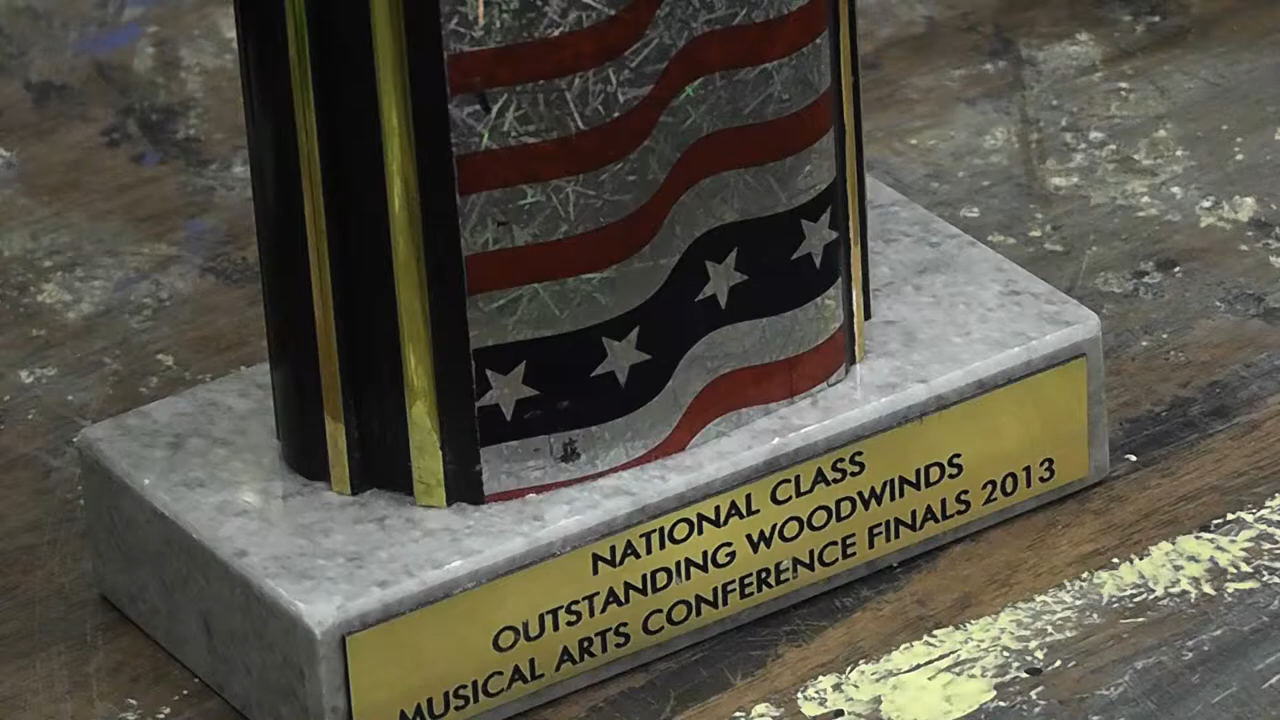 NATIONAL CLASS
OUTSTANDING WOODWINDS
MUSICAL ARTS CONFERENCE FINALS 2013